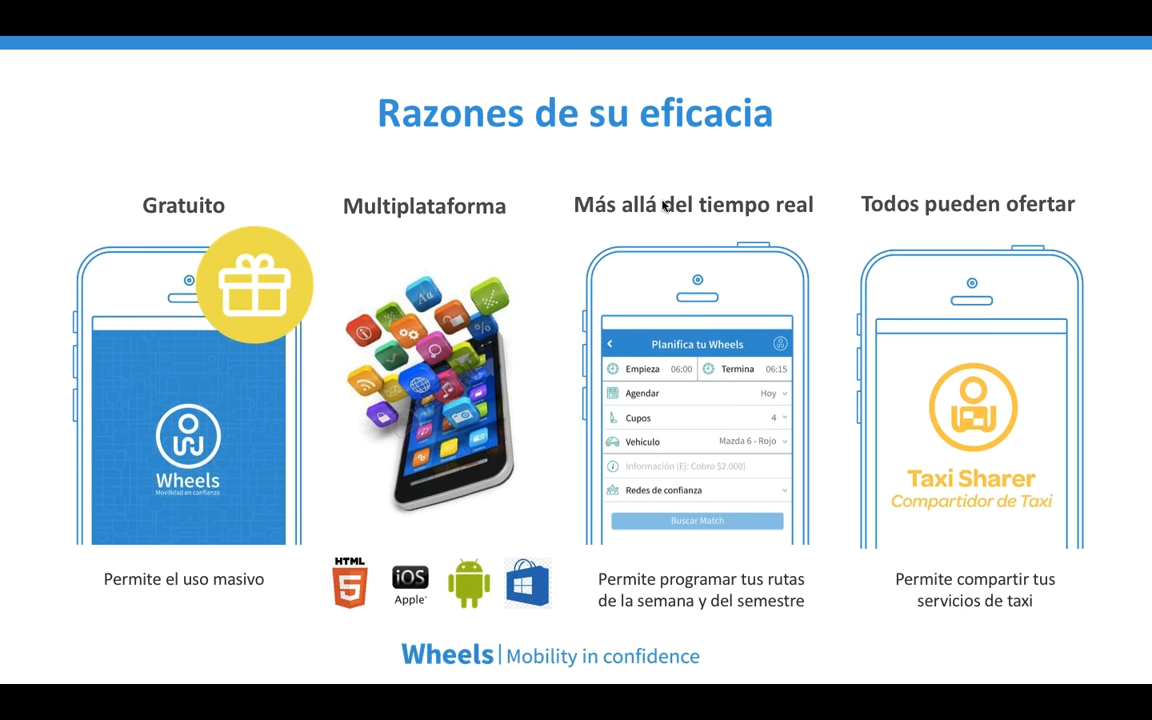 Razones de su eficacia
Gratuito
Multiplataforma
Más allá del tiempo real
Todos pueden ofertar
Wheels
Movilidad en confianza
Aa
%
Planifica tu Wheels
Empieza 06:00 Termina 06:15
Agendar Hoy
Cupos 4
Vehiculo Mazda 6 - Rojo
Información (Ej: Cobro $2.000)
Redes de confianza
Buscar Match
Taxi Sharer
Compartidor de Taxi
Permite el uso masivo
HTML
5
iOS
Apple
Permite programar tus rutas
de la semana y del semestre
Permite compartir tus
servicios de taxi
Wheels | Mobility in confidence